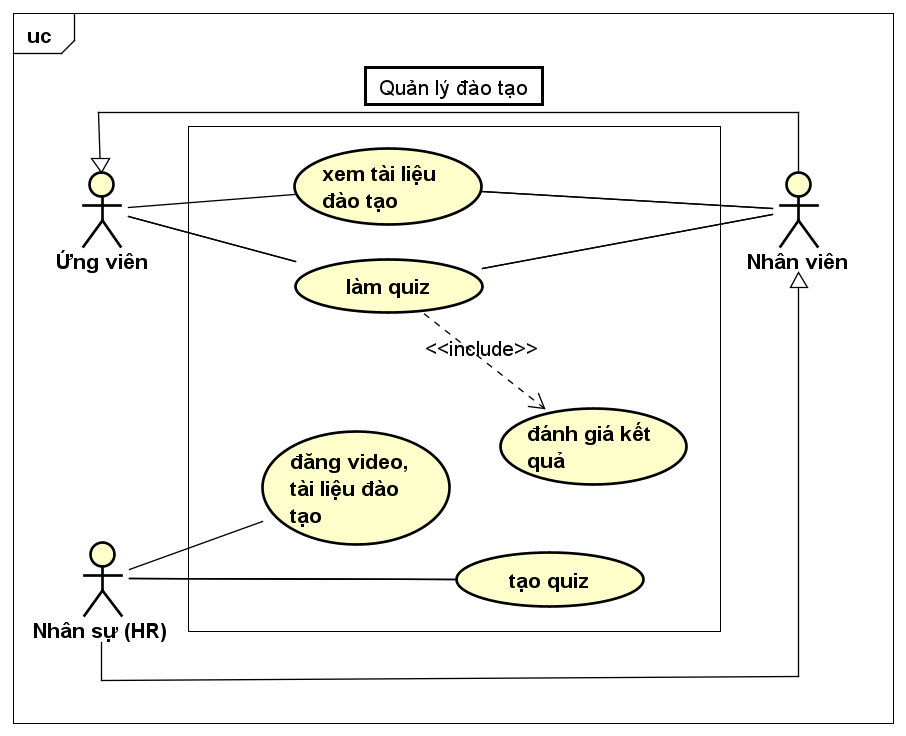 uc
Quản lý đào tạo
xem tài liệu
đào tạo
Ứng viên
Nhân viên
làm quiz
<<include>>
đánh giá kết
quả
đăng video,
tài liệu đào
tạo
tạo quiz
Nhân sự (HR)